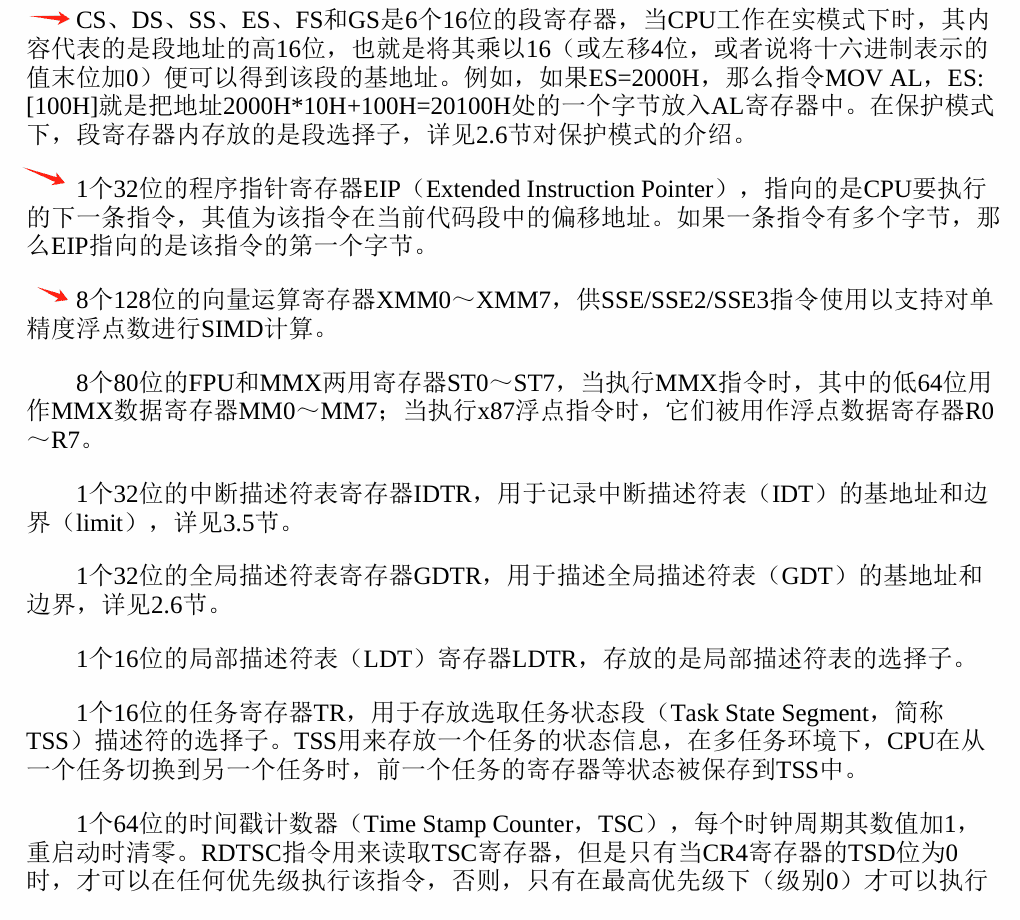 CS、DS、SS、ES、FS和GS是6个16位的段寄存器，当CPU工作在实模式下时，其内
容代表的是段地址的高16位，也就是将其乘以16（或左移4位，或者说将十六进制表示的
值末位加0）便可以得到该段的基地址。例如，如果ES=2000H，那么指令MOV AL，ES:
[100H]就是把地址2000H*10H+100H=20100H处的一个字节放入AL寄存器中。在保护模式
下，段寄存器内存放的是段选择子，详见2.6节对保护模式的介绍。
1个32位的程序指针寄存器EIP（Extended Instruction Pointer），指向的是CPU要执行
的下一条指令，其值为该指令在当前代码段中的偏移地址。如果一条指令有多个字节，那
么EIP指向的是该指令的第一个字节。
8个128位的向量运算寄存器XMM0～XMM7，供SSE/SSE2/SSE3指令使用以支持对单
精度浮点数进行SIMD计算。
8个80位的FPU和MMX两用寄存器ST0～ST7，当执行MMX指令时，其中的低64位用
作MMX数据寄存器MM0～MM7；当执行x87浮点指令时，它们被用作浮点数据寄存器R0
～R7。
1个32位的中断描述符表寄存器IDTR，用于记录中断描述符表（IDT）的基地址和边
界（limit），详见3.5节。
1个32位的全局描述符表寄存器GDTR，用于描述全局描述符表（GDT）的基地址和
边界，详见2.6节。
1个16位的局部描述符表（LDT）寄存器LDTR，存放的是局部描述符表的选择子。
1个16位的任务寄存器TR，用于存放选取任务状态段（Task State Segment，简称
TSS）描述符的选择子。TSS用来存放一个任务的状态信息，在多任务环境下，CPU在从
一个任务切换到另一个任务时，前一个任务的寄存器等状态被保存到TSS中。
1个64位的时间戳计数器（Time Stamp Counter，TSC），每个时钟周期其数值加1，
重启动时清零。RDTSC指令用来读取TSC寄存器，但是只有当CR4寄存器的TSD位为0
时，才可以在任何优先级执行该指令，否则，只有在最高优先级下（级别0）才可以执行